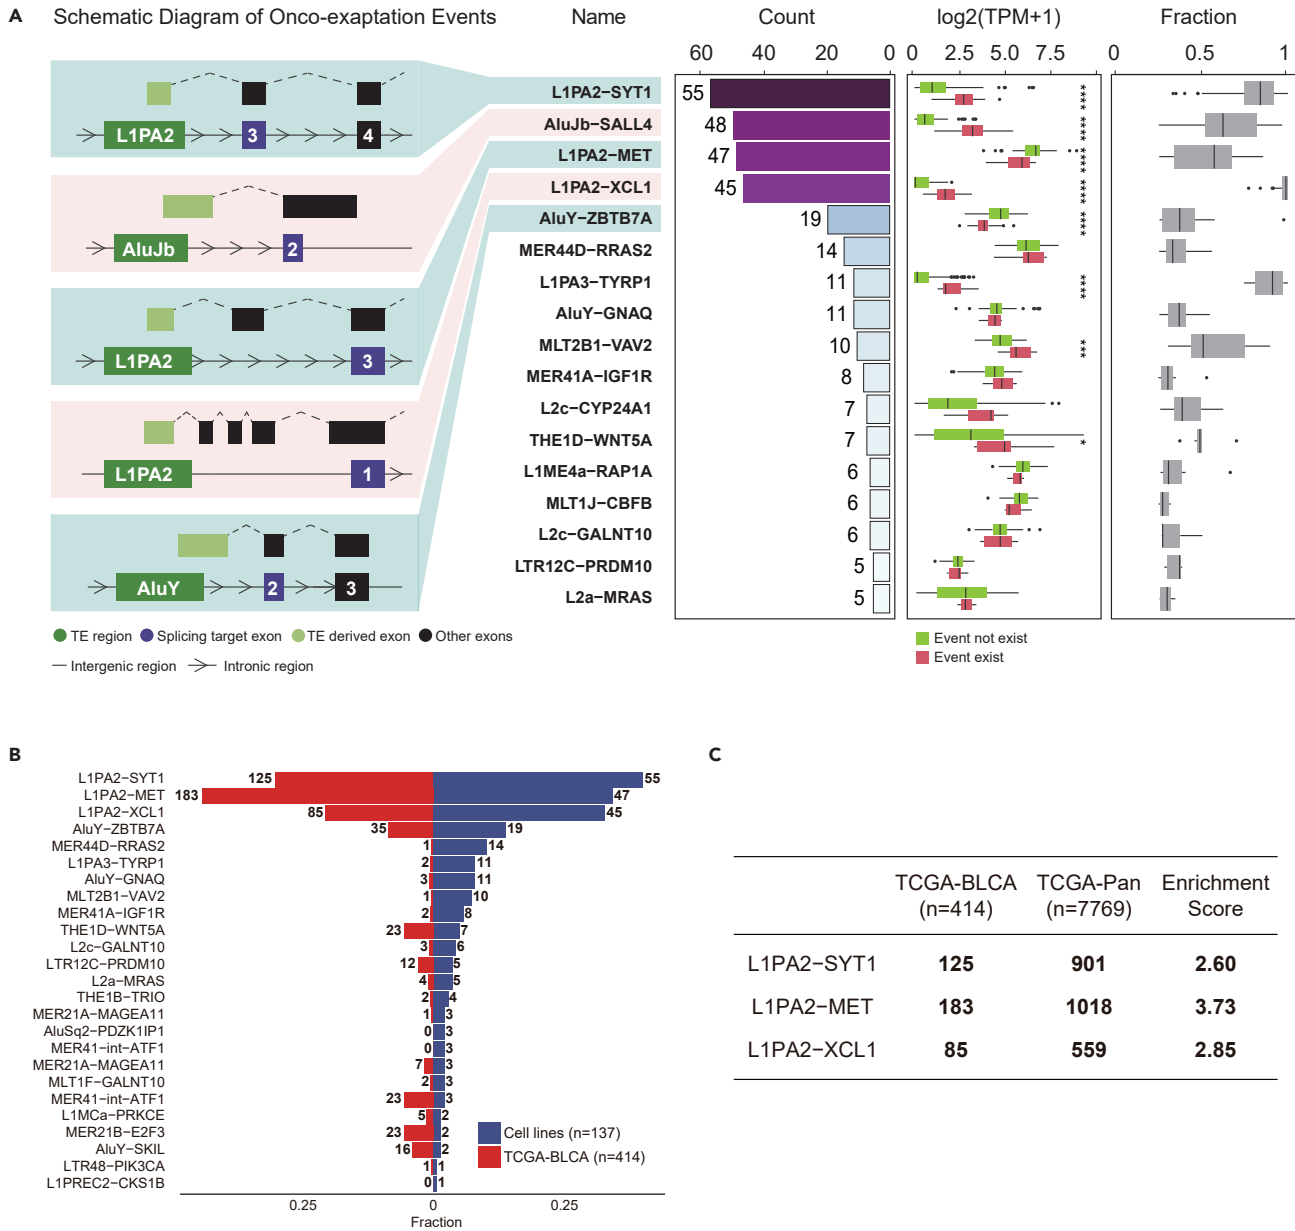 A Schematic Diagram of Onco-exaptation Events Name Count log2(TPM+1) Fraction
60 20 0 0 2.5 5.0 7.5 0 0.5 1
L1PA2 3 4
AluJb 2
L1PA2 3
L1PA2 1
AluY 2 3
L1PA2−SYT1 55 ****
AluJb−SALL4 48 ****
L1PA2−MET 47 ****
L1PA2−XCL1 45 ****
AluY−ZBTB7A 19 ****
MER44D−RRAS2 14
L1PA3−TYRP1 11 ****
AluY−GNAQ 11
MLT2B1−VAV2 10 ***
MER41A−IGF1R 8
L2c−CYP24A1 7
THE1D−WNT5A 7 *
L1ME4a−RAP1A 6
MLT1J−CBFB 6
L2c−GALNT10 6
LTR12C−PRDM10 5
L2a−MRAS 5
TE region Splicing target exon TE derived exon Other exons
Intergenic region Intronic region
Event not exist
Event exist
B
L1PA2−SYT1 125 55
L1PA2−MET 183 47
L1PA2−XCL1 85 45
AluY−ZBTB7A 35 19
MER44D−RRAS2 1 14
L1PA3−TYRP1 2 11
AluY−GNAQ 3 11
MLT2B1−VAV2 1 10
MER41A−IGF1R 2 8
THE1D−WNT5A 23 7
L2c−GALNT10 3 6
LTR12C−PRDM10 12 5
L2a−MRAS 4 5
THE1B−TRIO 2 4
MER21A−MAGEA11 1 3
AluSq2−PDZK1IP1 0 3
MER41−int−ATF1 0 3
MER21A−MAGEA11 7 3
MLT1F−GALNT10 2 3
MER41−int−ATF1 23 3
L1MCa−PRKCE 5 2
MER21B−E2F3 23 2
AluY−SKIL 16 2
LTR48−PIK3CA 1 1
L1PREC2−CKS1B 0 1
Cell lines (n=137)
TCGA−BLCA (n=414)
0.25 0 0.25
Fraction
C
TCGA-BLCA TCGA-Pan Enrichment
(n=414) (n=7769) Score
L1PA2−SYT1 125 901 2.60
L1PA2−MET 183 1018 3.73
L1PA2−XCL1 85 559 2.85